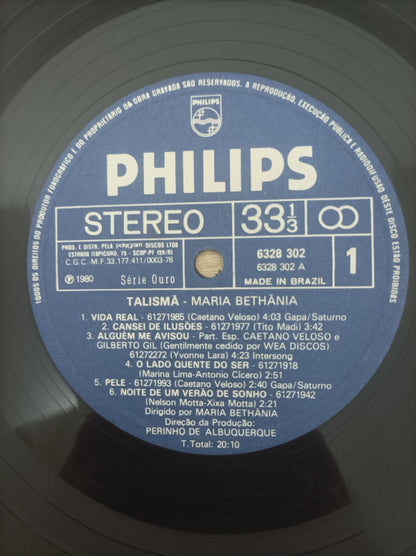 TODOS OS DIREITOS DO PRODUTOR FONOGRÁFICO E DO PROPRIETÁRIO DA OBRA GRAVADA SÃO RESERVADOS. A REPRODUÇÃO, EXECUÇÃO PÚBLICA E RADIODIFUSÃO DESTE DISCO ESTÃO PROIBIDAS
PHILIPS
PHILIPS
STEREO
33 1/3
PROD. E DISTR. PELA polygram DISCOS LTDA
ESTRADA ITAPICURU, 75 - SCDP-PF 159/R)
C.G.C.-M.F. 33.177.411/0003-78
℗ 1980 Série Ouro
6328 302
6328 302 A
MADE IN BRAZIL
1
TALISMÃ - MARIA BETHÂNIA
1. VIDA REAL - 61271985 (Caetano Veloso) 4:03 Gapa/Saturno
2. CANSEI DE ILUSÕES - 61271977 (Tito Madi) 3:42
3. ALGUÉM ME AVISOU - Part. Esp. CAETANO VELOSO e
GILBERTO GIL (Gentilmente cedido por WEA DISCOS)
61272272 (Yvonne Lara) 4:23 Intersong
4. O LADO QUENTE DO SER - 61271918
(Marina Lima-Antonio Cícero) 2:51
5. PELE - 61271993 (Caetano Veloso) 2:40 Gapa/Saturno
6. NOITE DE UM VERÃO DE SONHO - 61271942
(Nelson Motta-Xixa Motta) 2:21
Dirigido por MARIA BETHÂNIA
Direção da Produção:
PERINHO DE ALBUQUERQUE
T. Total: 20:10